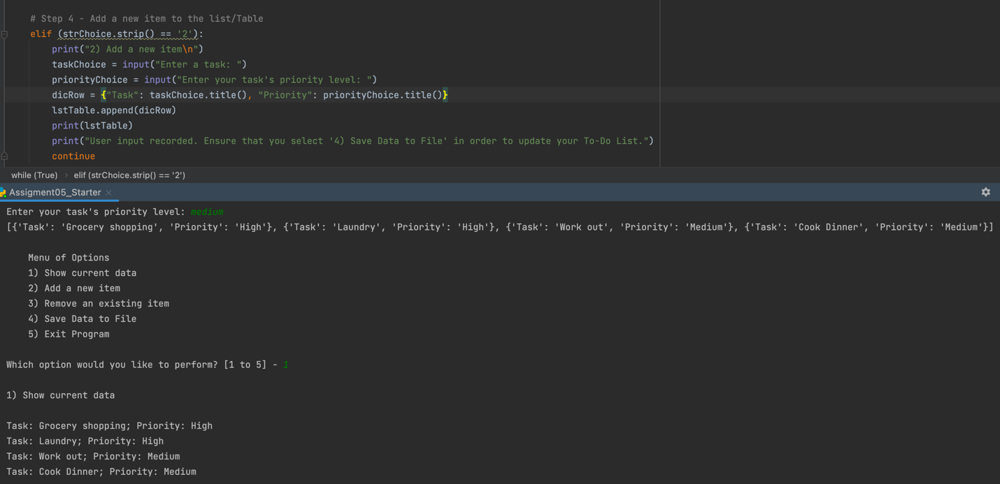 # Step 4 - Add a new item to the list/Table
elif (strChoice.strip() == '2'):
print("2) Add a new item\n")
taskChoice = input("Enter a task: ")
priorityChoice = input("Enter your task's priority level: ")
dicRow = {"Task": taskChoice.title(), "Priority": priorityChoice.title()}
lstTable.append(dicRow)
print(lstTable)
print("User input recorded. Ensure that you select '4) Save Data to File' in order to update your To-Do List.")
continue
while (True) › elif (strChoice.strip() == '2')
Assigment05_Starter ×
Enter your task's priority level: medium
[{'Task': 'Grocery shopping', 'Priority': 'High'}, {'Task': 'Laundry', 'Priority': 'High'}, {'Task': 'Work out', 'Priority': 'Medium'}, {'Task': 'Cook Dinner', 'Priority': 'Medium'}]
Menu of Options
1) Show current data
2) Add a new item
3) Remove an existing item
4) Save Data to File
5) Exit Program
Which option would you like to perform? [1 to 5] - 1
1) Show current data
Task: Grocery shopping; Priority: High
Task: Laundry; Priority: High
Task: Work out; Priority: Medium
Task: Cook Dinner; Priority: Medium